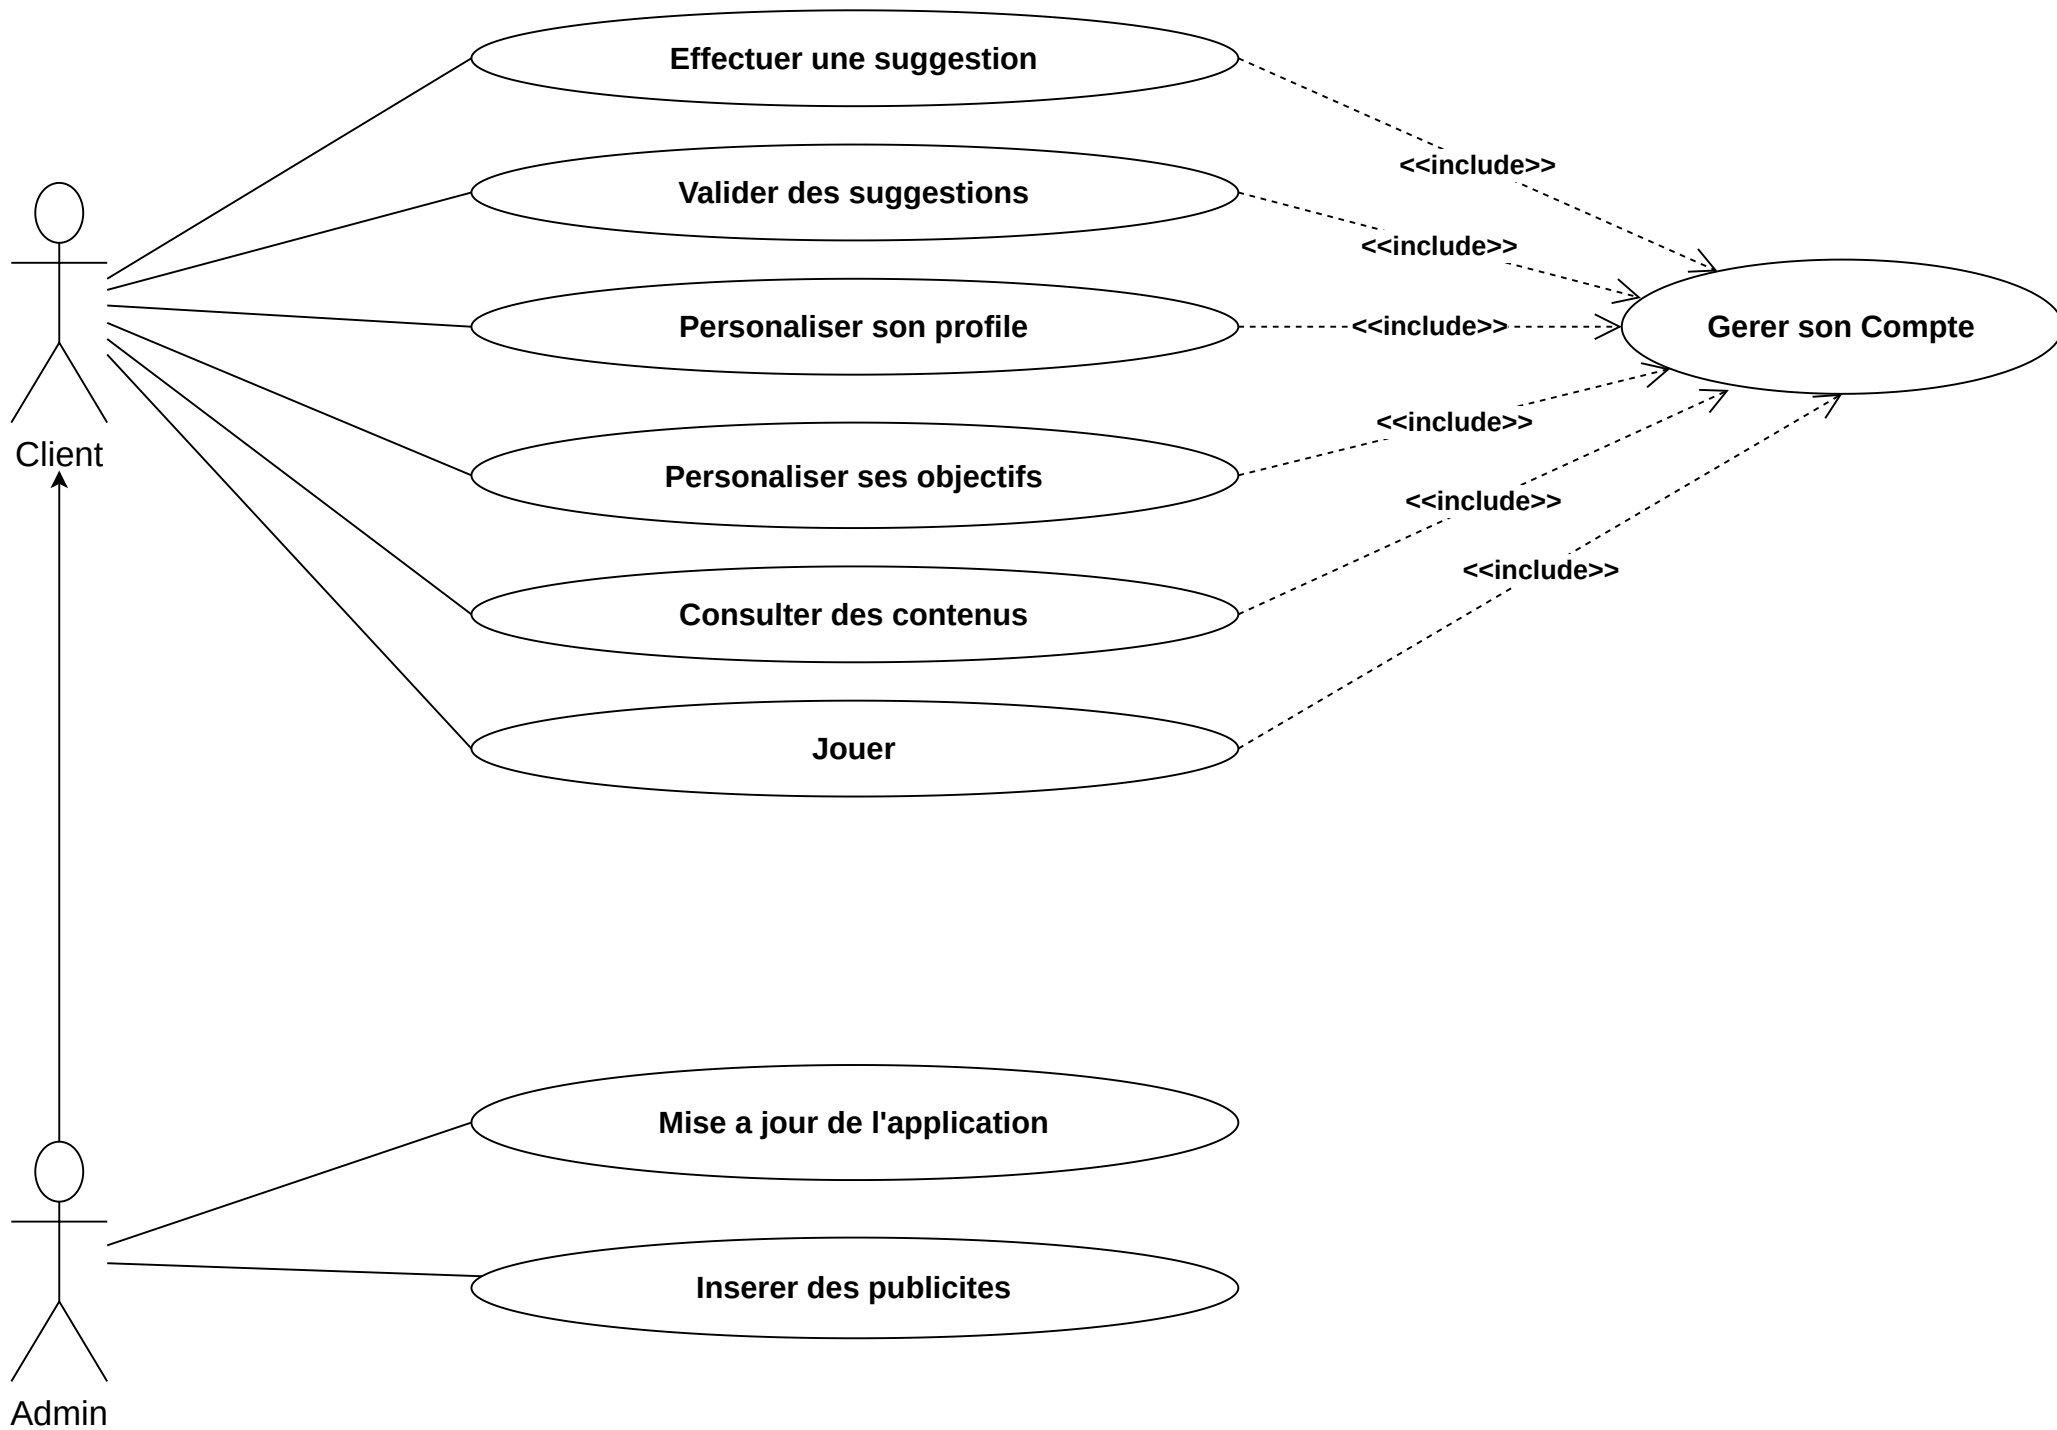 Effectuer une suggestion
<<include>>
Valider des suggestions
<<include>>
Personaliser son profile
<<include>>
Gerer son Compte
Client
Personaliser ses objectifs
<<include>>
<<include>>
Consulter des contenus
<<include>>
Jouer
Mise a jour de l'application
Inserer des publicites
Admin